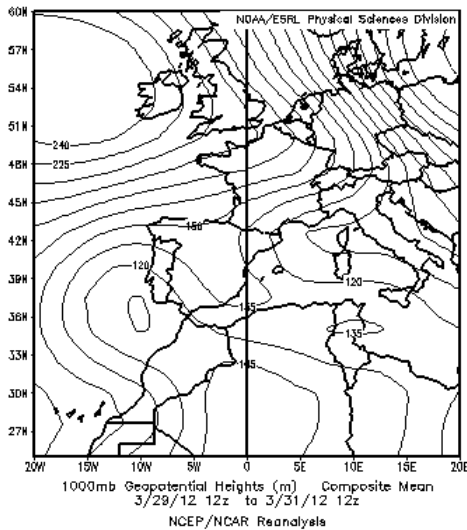 NOAA/ESRL Physical Sciences Division
60N
57N
54N
51N
48N
45N
42N
39N
36N
33N
30N
27N
240
225
150
120
120
135
145
20W
15W
10W
5W
0
5E
10E
15E
20E
1000mb Geopotential Heights (m) Composite Mean
3/29/12 12z to 3/31/12 12z
NCEP/NCAR Reanalysis